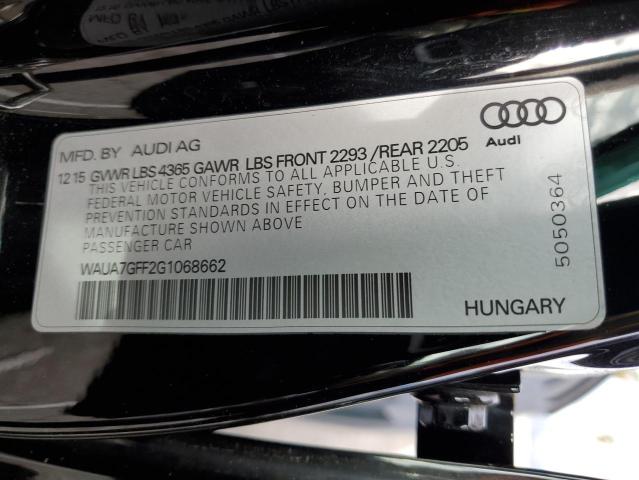 MFD. BY AUDI AG
Audi
12 15 GVWR LBS 4365 GAWR LBS FRONT 2293 /REAR 2205
THIS VEHICLE CONFORMS TO ALL APPLICABLE U.S.
FEDERAL MOTOR VEHICLE SAFETY, BUMPER AND THEFT
PREVENTION STANDARDS IN EFFECT ON THE DATE OF
MANUFACTURE SHOWN ABOVE
PASSENGER CAR
WAUA7GFF2G1068662
5050364
HUNGARY